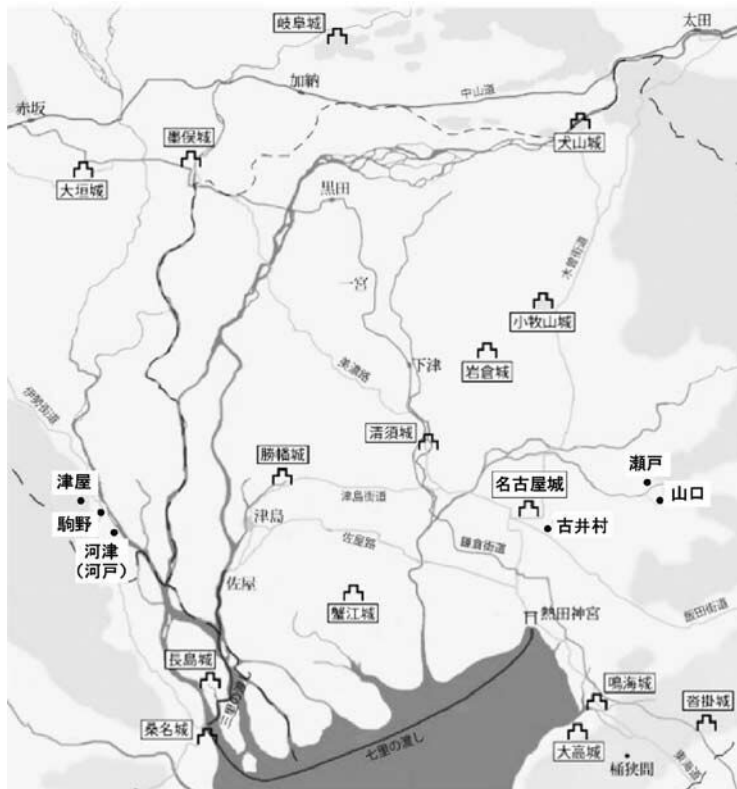 岐阜城
太田
加納
中山道
赤坂
墨俣城
犬山城
大垣城
黒田
木曽街道
一宮
小牧山城
美濃路
下津
岩倉城
伊勢街道
清須城
勝幡城
瀬戸
津屋
名古屋城
山口
津島街道
駒野
津島
古井村
河津
(河戸)
佐屋路
鎌倉街道
佐屋
飯田街道
蟹江城
熱田神宮
長島城
鳴海城
三里の渡し
沓掛城
桑名城
大高城
七里の渡し
桶狭間
東海道